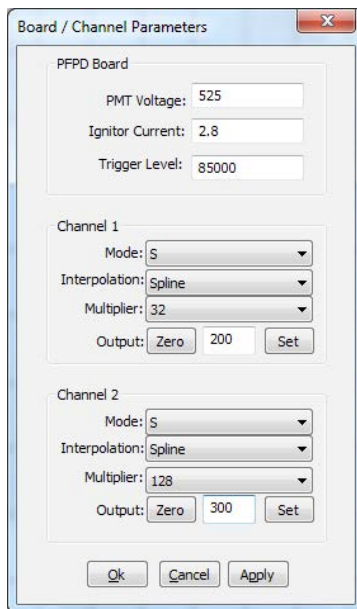 Board / Channel Parameters
PFPD Board
PMT Voltage: 525
Ignitor Current: 2.8
Trigger Level: 85000
Channel 1
Mode: S
Interpolation: Spline
Multiplier: 32
Output: Zero 200 Set
Channel 2
Mode: S
Interpolation: Spline
Multiplier: 128
Output: Zero 300 Set
Ok Cancel Apply